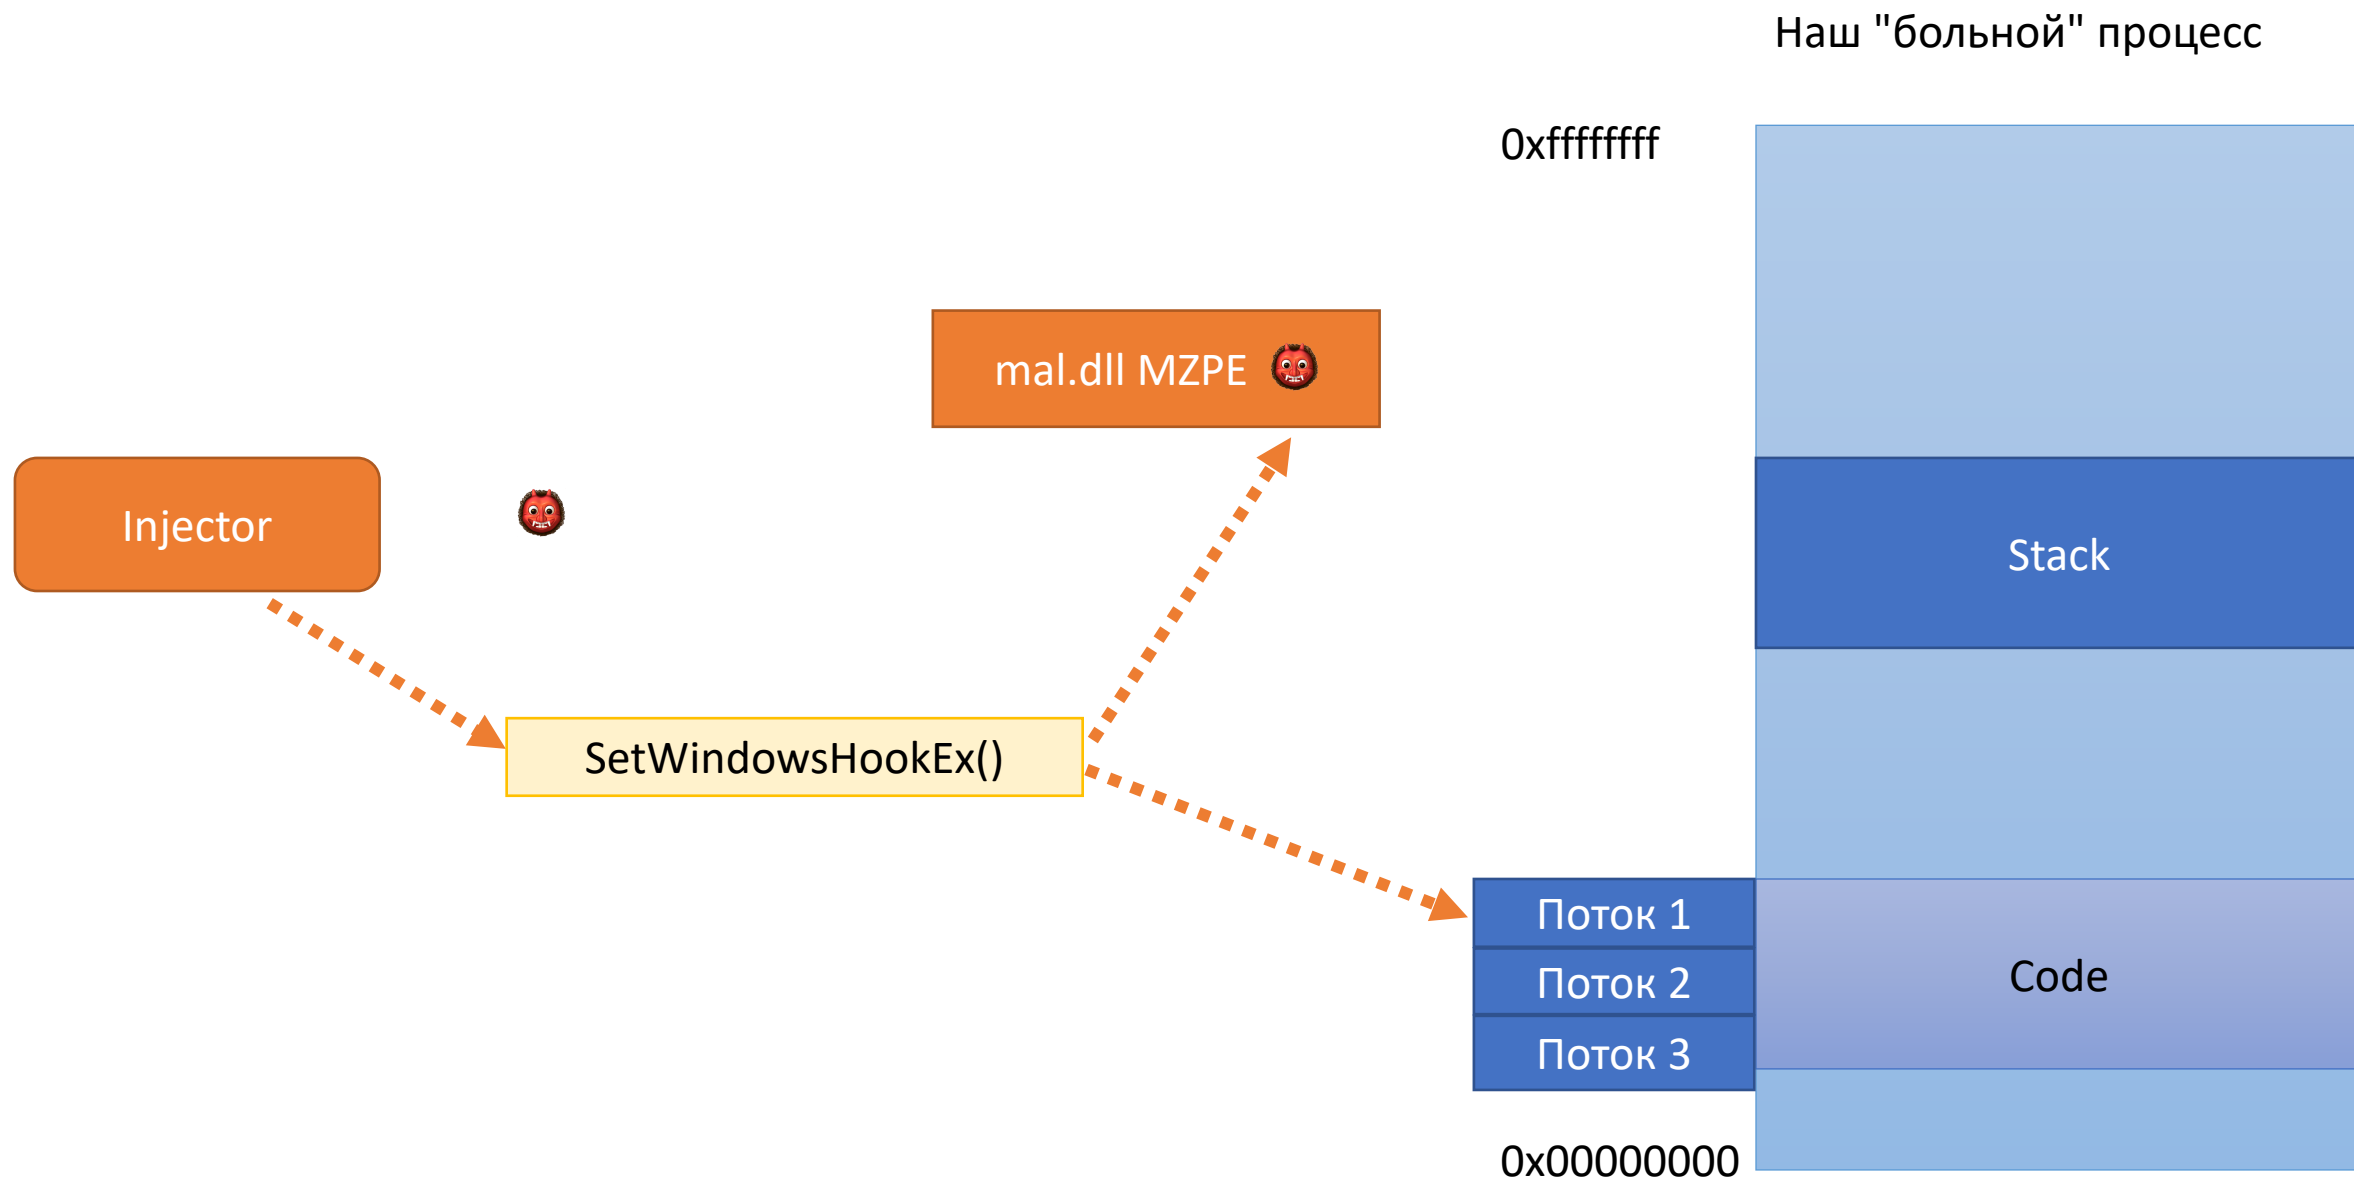 Наш "больной" процесс
0xffffffff
mal.dll MZPE
Injector
Stack
SetWindowsHookEx()
Поток 1
Поток 2
Code
Поток 3
0x00000000